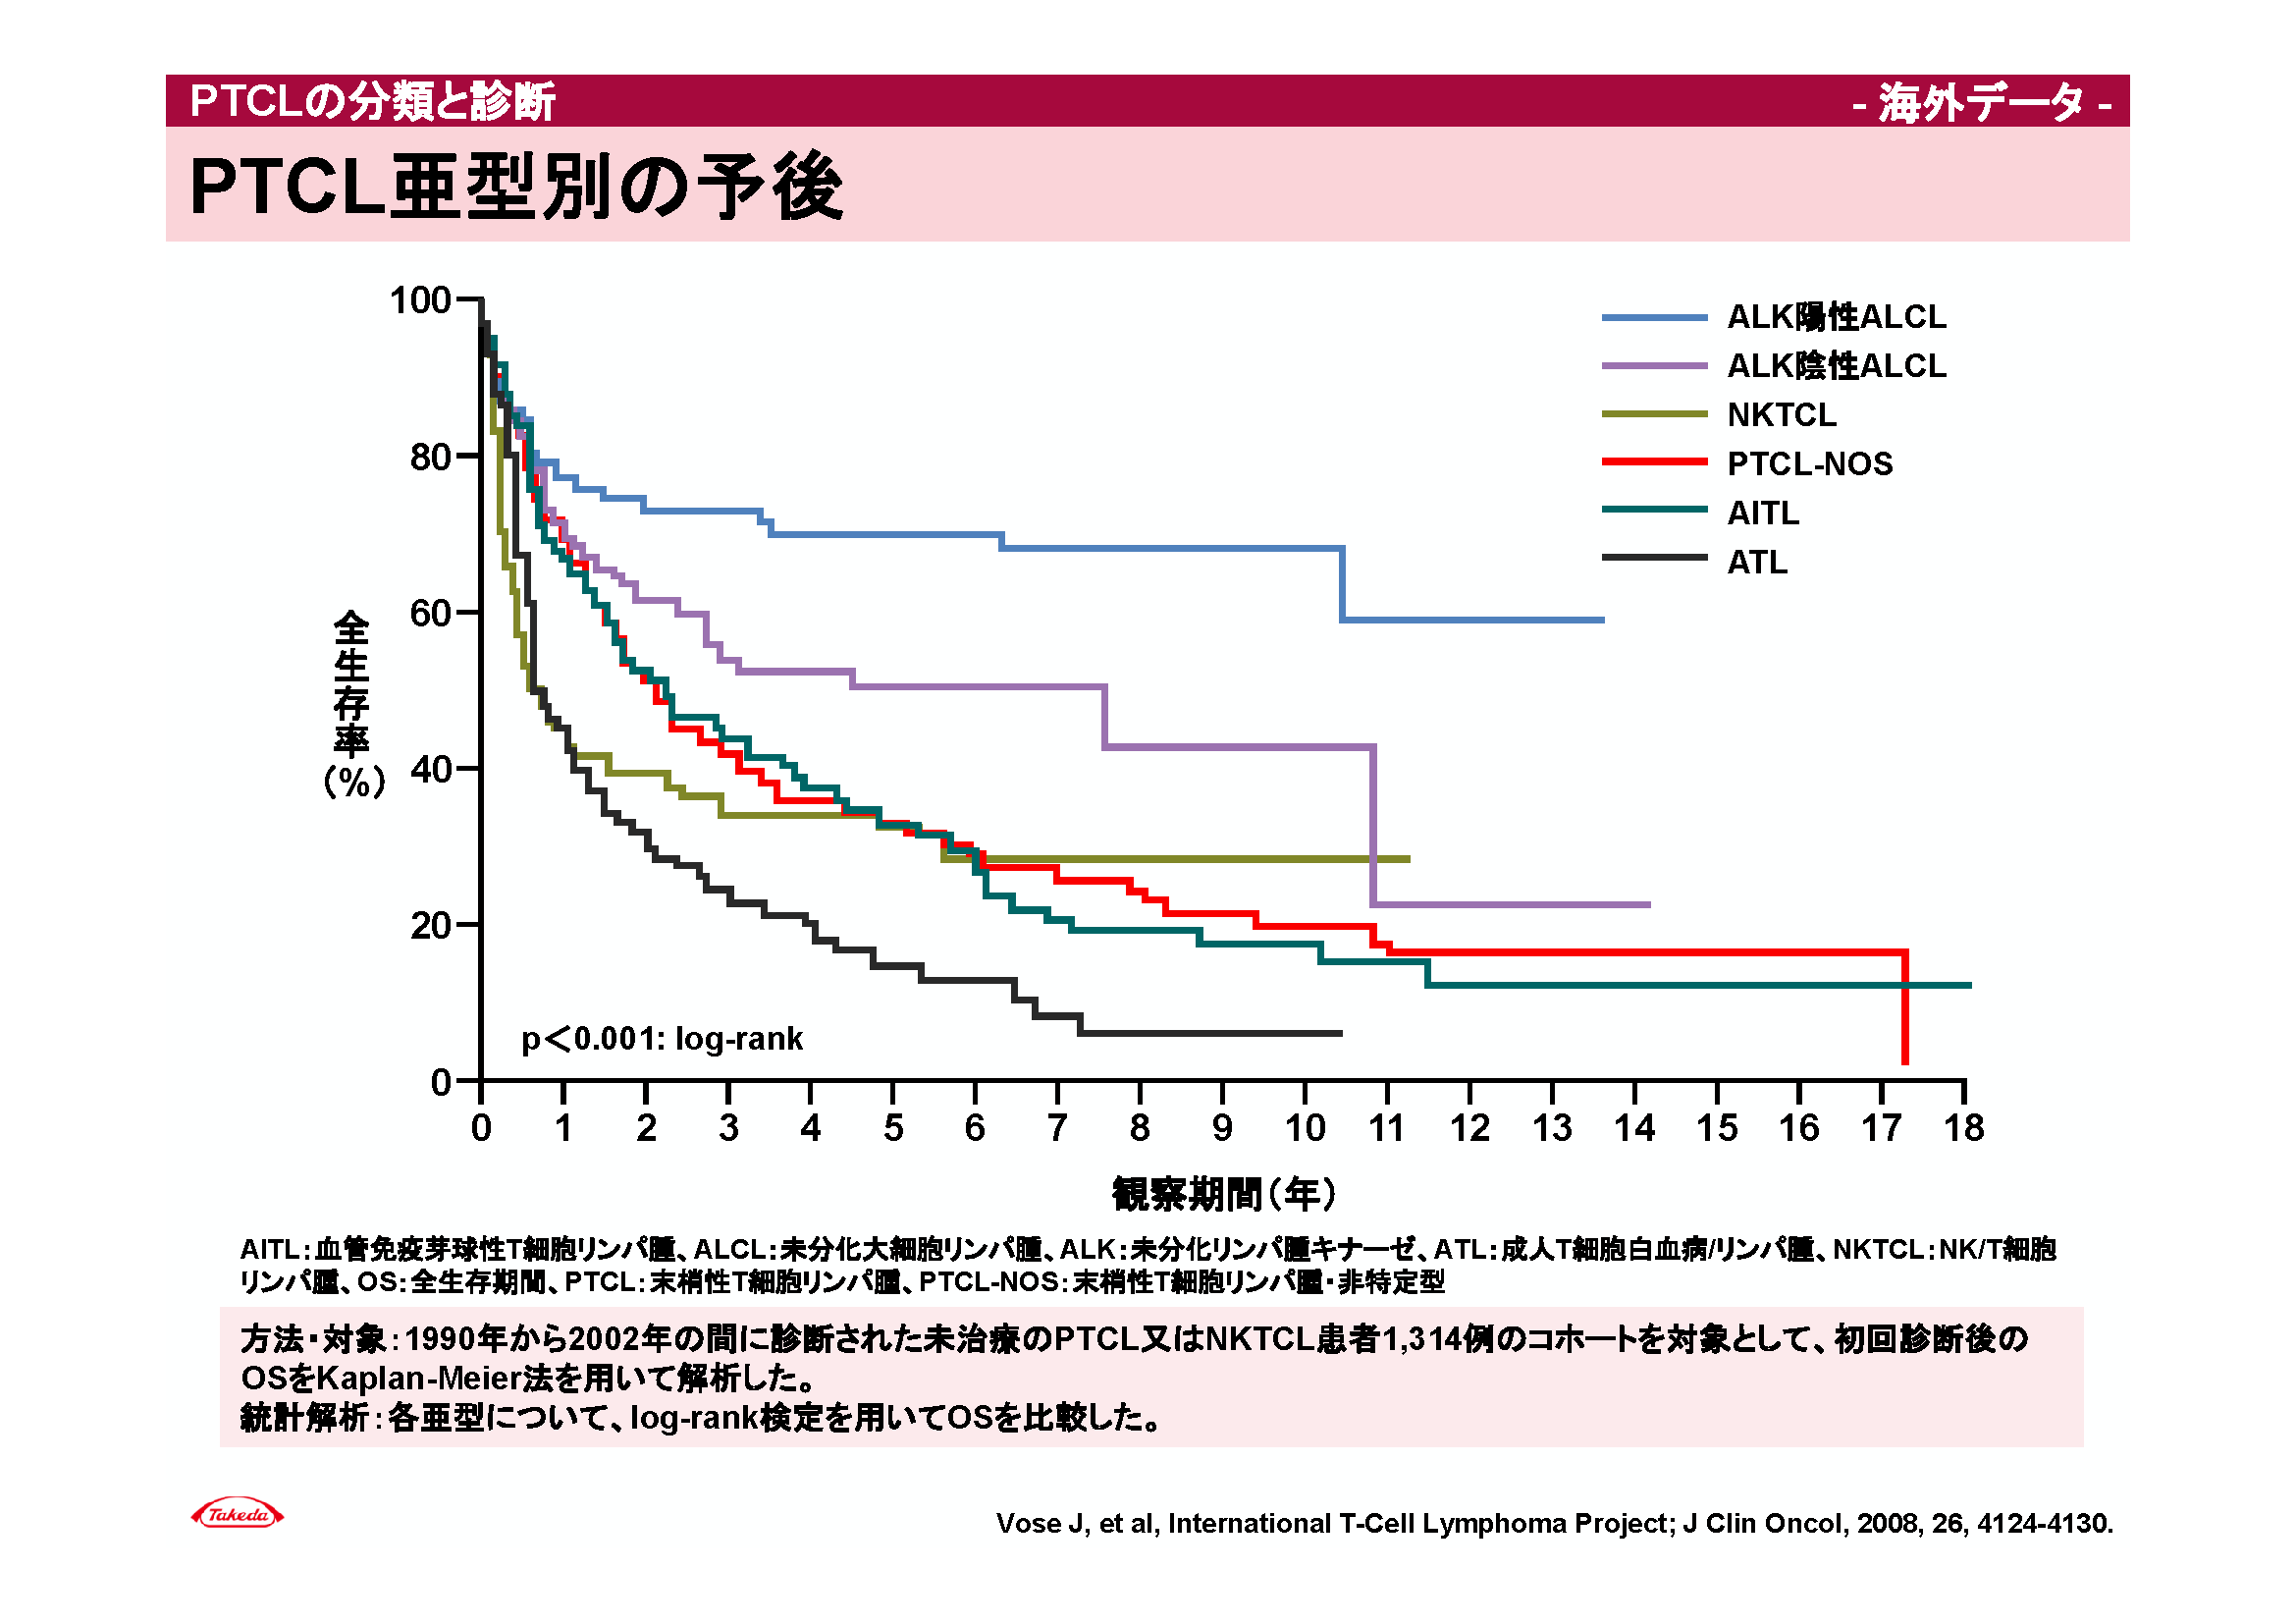 PTCLの分類と診断
- 海外データ -
PTCL亜型別の予後
100
80
60
40
20
0
全生存率(%)
ALK陽性ALCL
ALK陰性ALCL
NKTCL
PTCL-NOS
AITL
ATL
p＜0.001: log-rank
0 1 2 3 4 5 6 7 8 9 10 11 12 13 14 15 16 17 18
観察期間（年）
AITL：血管免疫芽球性T細胞リンパ腫、ALCL：未分化大細胞リンパ腫、ALK：未分化リンパ腫キナーゼ、ATL：成人T細胞白血病/リンパ腫、NKTCL：NK/T細胞
リンパ腫、OS：全生存期間、PTCL：末梢性T細胞リンパ腫、PTCL-NOS：末梢性T細胞リンパ腫・非特定型
方法・対象：1990年から2002年の間に診断された未治療のPTCL又はNKTCL患者1,314例のコホートを対象として、初回診断後の
OSをKaplan-Meier法を用いて解析した。
統計解析：各亜型について、log-rank検定を用いてOSを比較した。
Takeda
Vose J, et al, International T-Cell Lymphoma Project; J Clin Oncol, 2008, 26, 4124-4130.